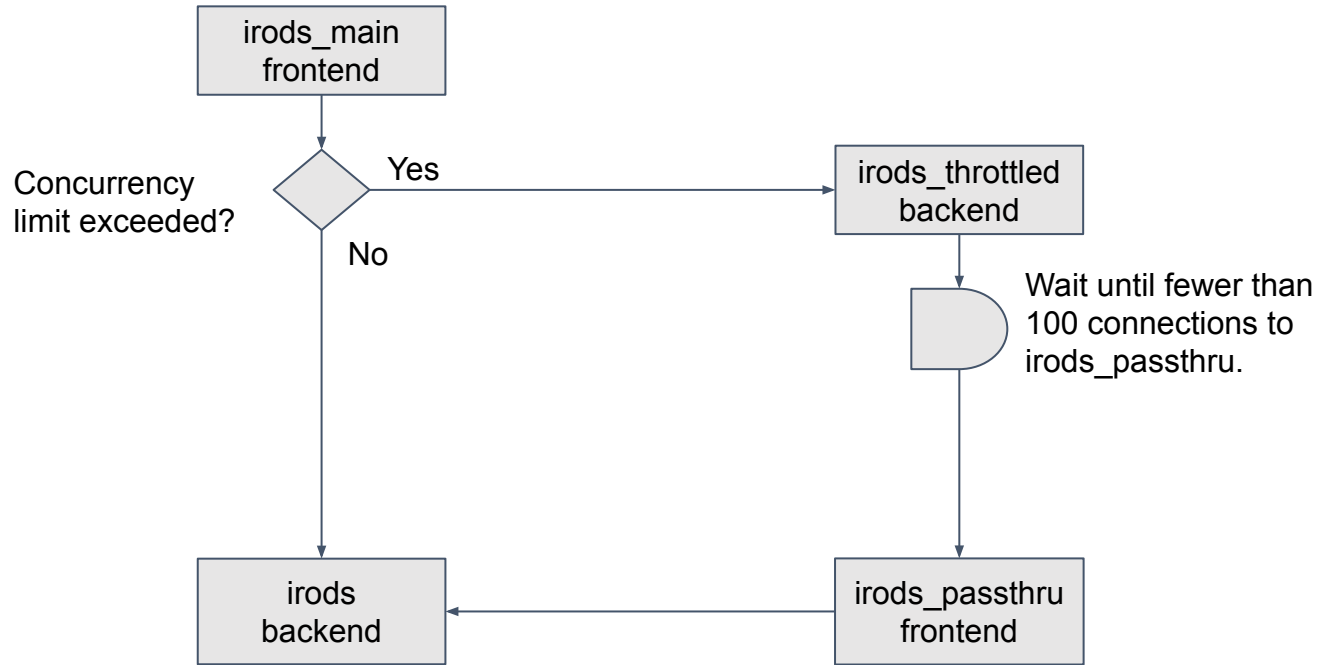 irods_main
frontend
Concurrency
limit exceeded?
Yes
No
irods_throttled
backend
Wait until fewer than
100 connections to
irods_passthru.
irods
backend
irods_passthru
frontend